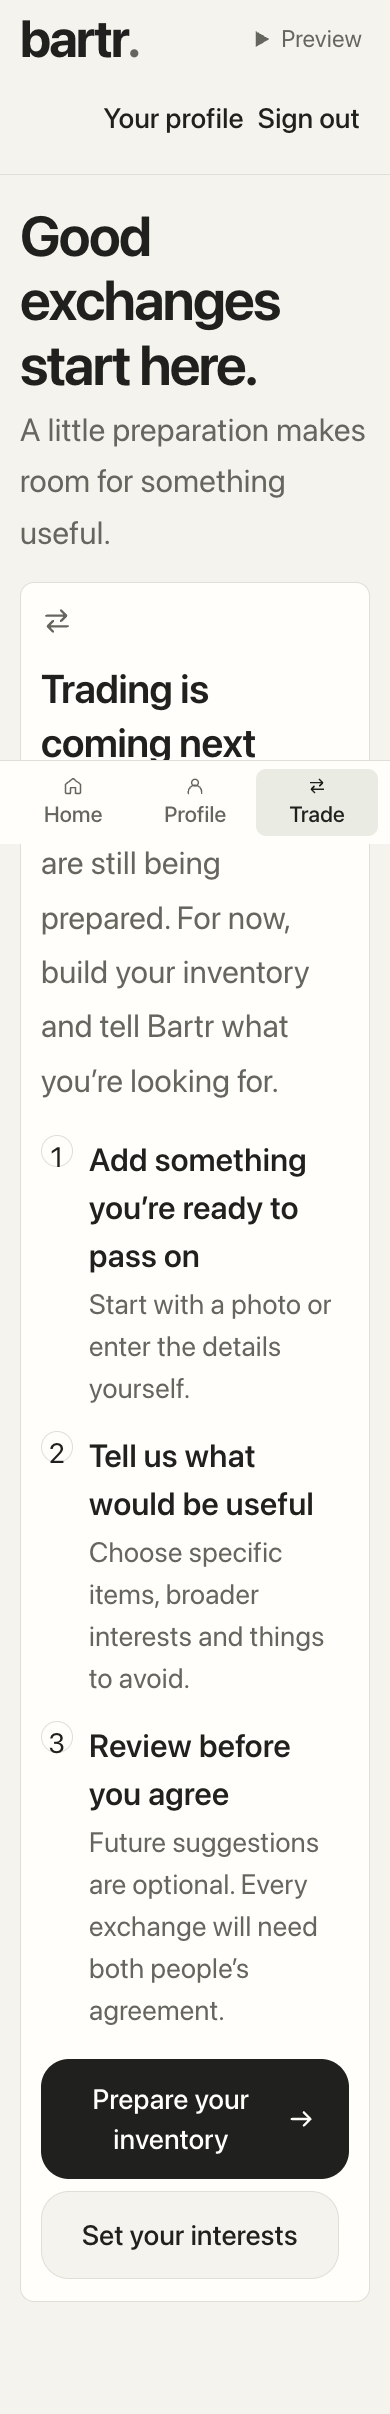 bartr.
Preview
Your profile Sign out
Good
exchanges
start here.
A little preparation makes
room for something
useful.
Trading is
coming next
Home Profile Trade
are still being
prepared. For now,
build your inventory
and tell Bartr what
you’re looking for.
1 Add something
you’re ready to
pass on
Start with a photo or
enter the details
yourself.
2 Tell us what
would be useful
Choose specific
items, broader
interests and things
to avoid.
3 Review before
you agree
Future suggestions
are optional. Every
exchange will need
both people’s
agreement.
Prepare your
inventory
Set your interests